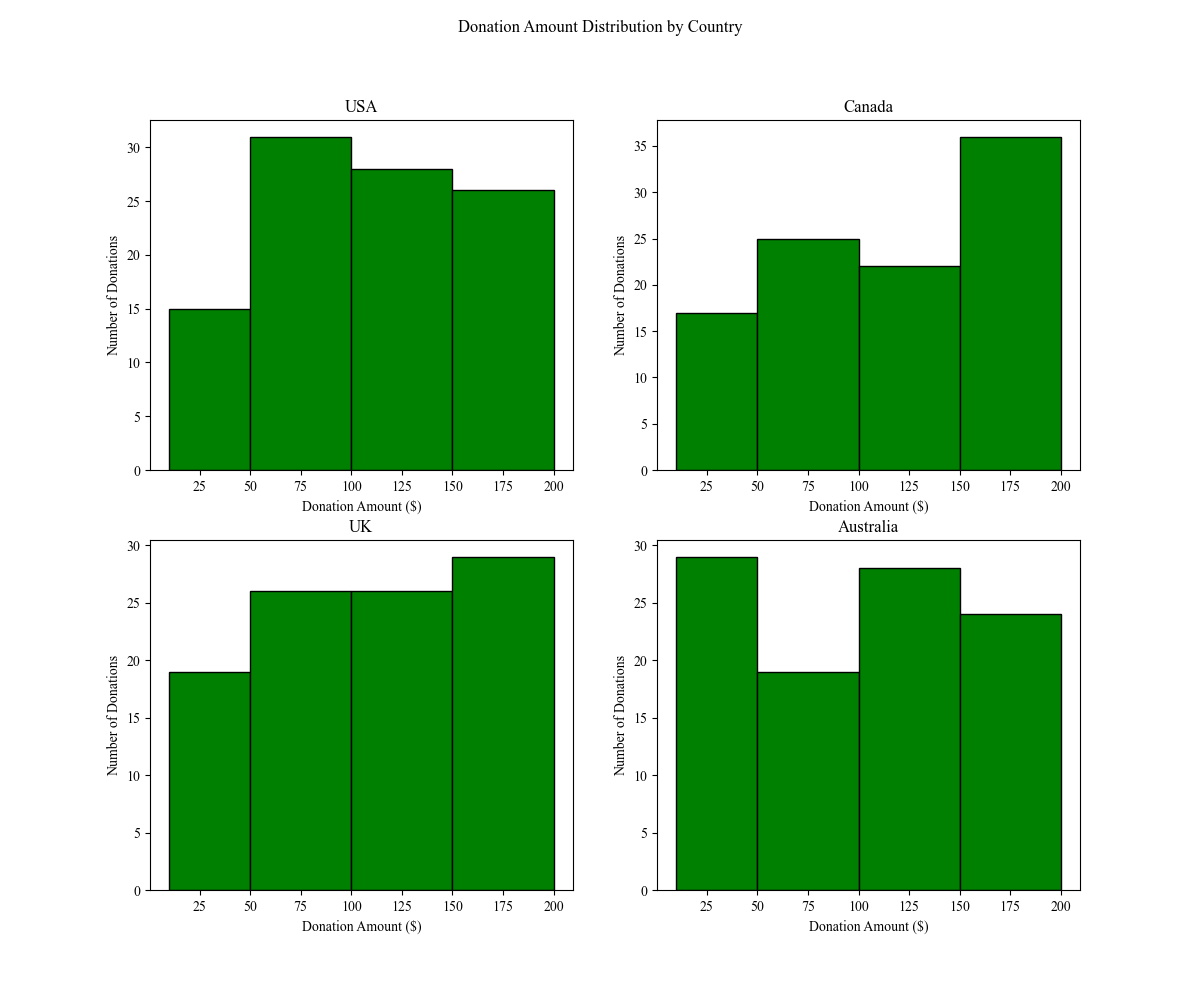 Donation Amount Distribution by Country
USA
Number of Donations
30
25
20
15
10
5
0
25 50 75 100 125 150 175 200
Donation Amount ($)
Canada
Number of Donations
35
30
25
20
15
10
5
0
25 50 75 100 125 150 175 200
Donation Amount ($)
UK
Number of Donations
30
25
20
15
10
5
0
25 50 75 100 125 150 175 200
Donation Amount ($)
Australia
Number of Donations
30
25
20
15
10
5
0
25 50 75 100 125 150 175 200
Donation Amount ($)